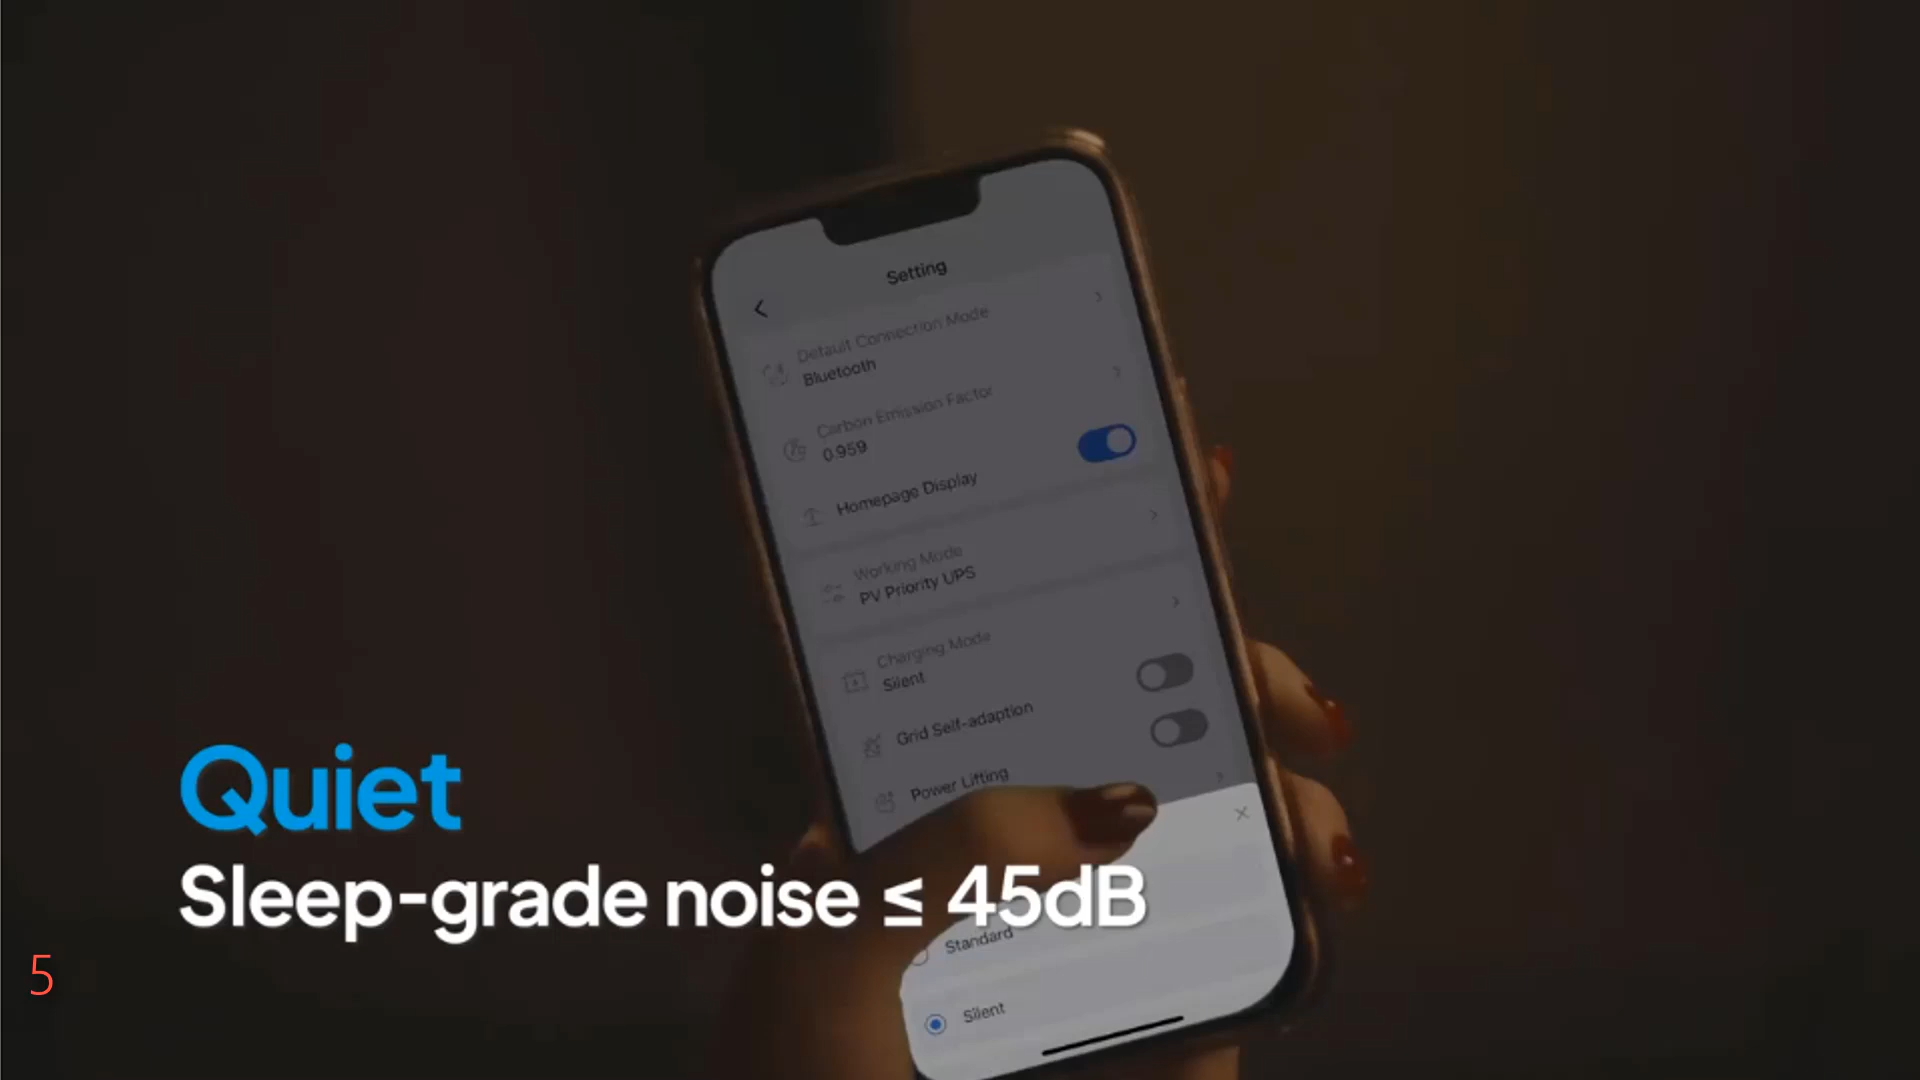 Setting
Default Connection Mode
Bluetooth
Carbon Emission Factor
0.959
Homepage Display
Working Mode
PV Priority UPS
Charging Mode
Silent
Grid Self-adaption
Power Lifting
Quiet
Sleep-grade noise ≤ 45dB
Standard
Silent
5